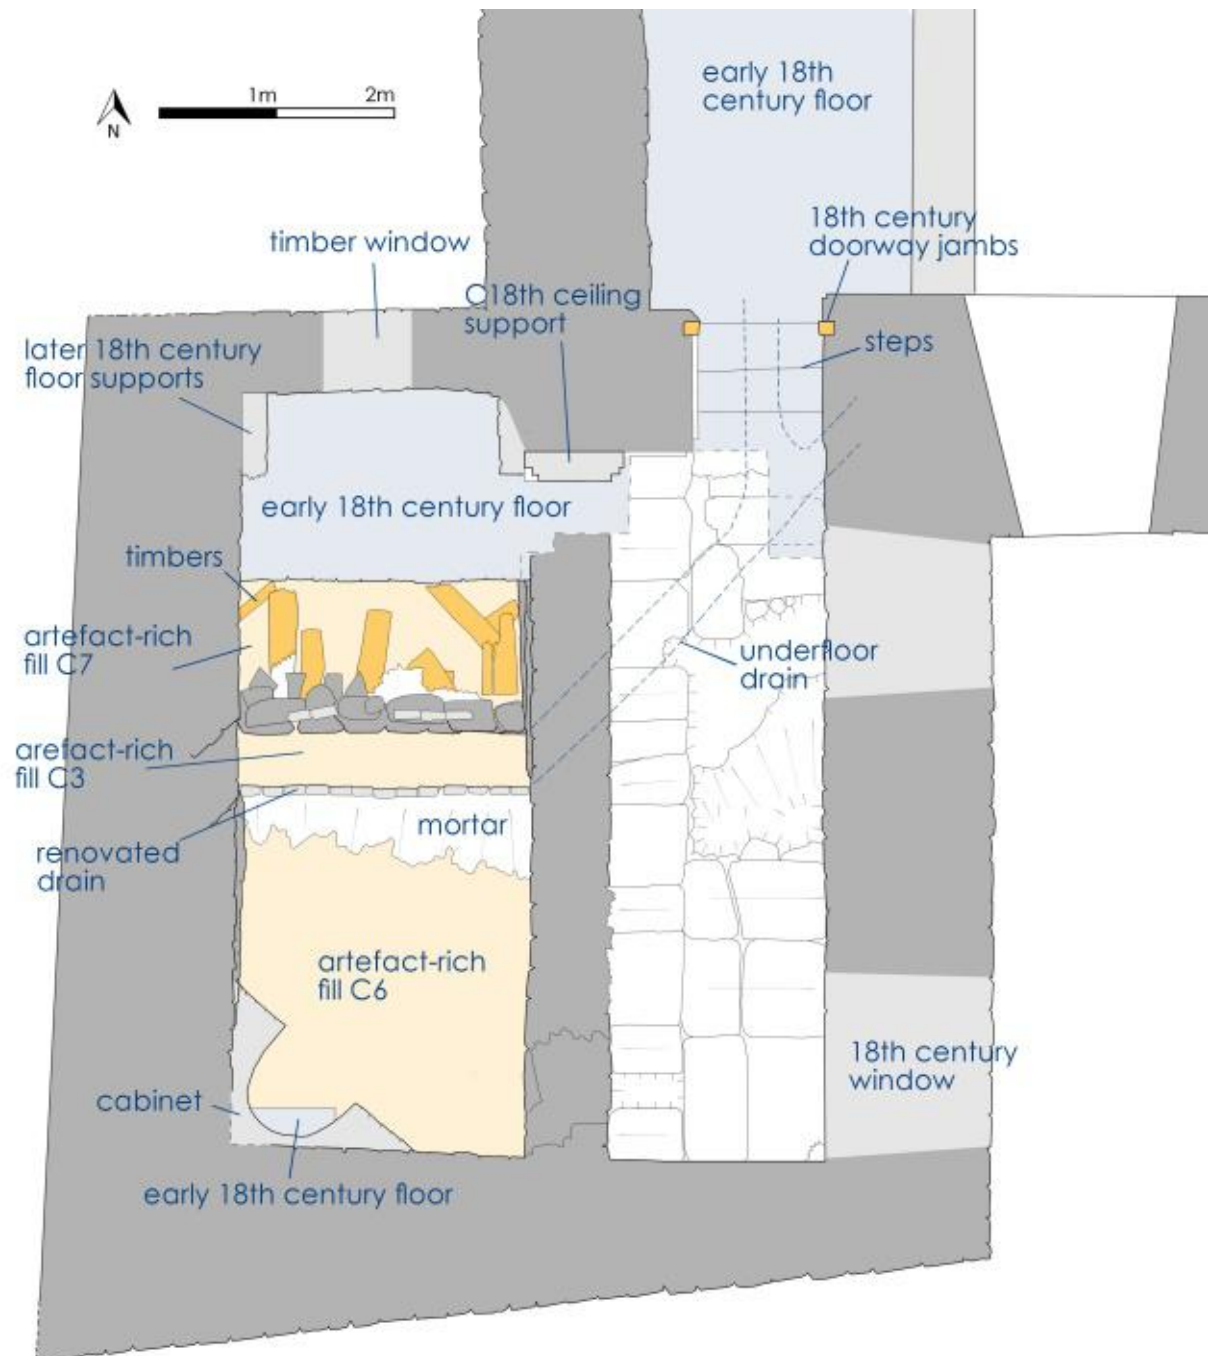 early 18th
century floor
1m
2m
N
18th century
doorway jambs
timber window
C18th ceiling
support
steps
later 18th century
floor supports
early 18th century floor
timbers
artefact-rich
fill C7
underfloor
drain
arefact-rich
fill C3
mortar
renovated
drain
artefact-rich
fill C6
18th century
window
cabinet
early 18th century floor